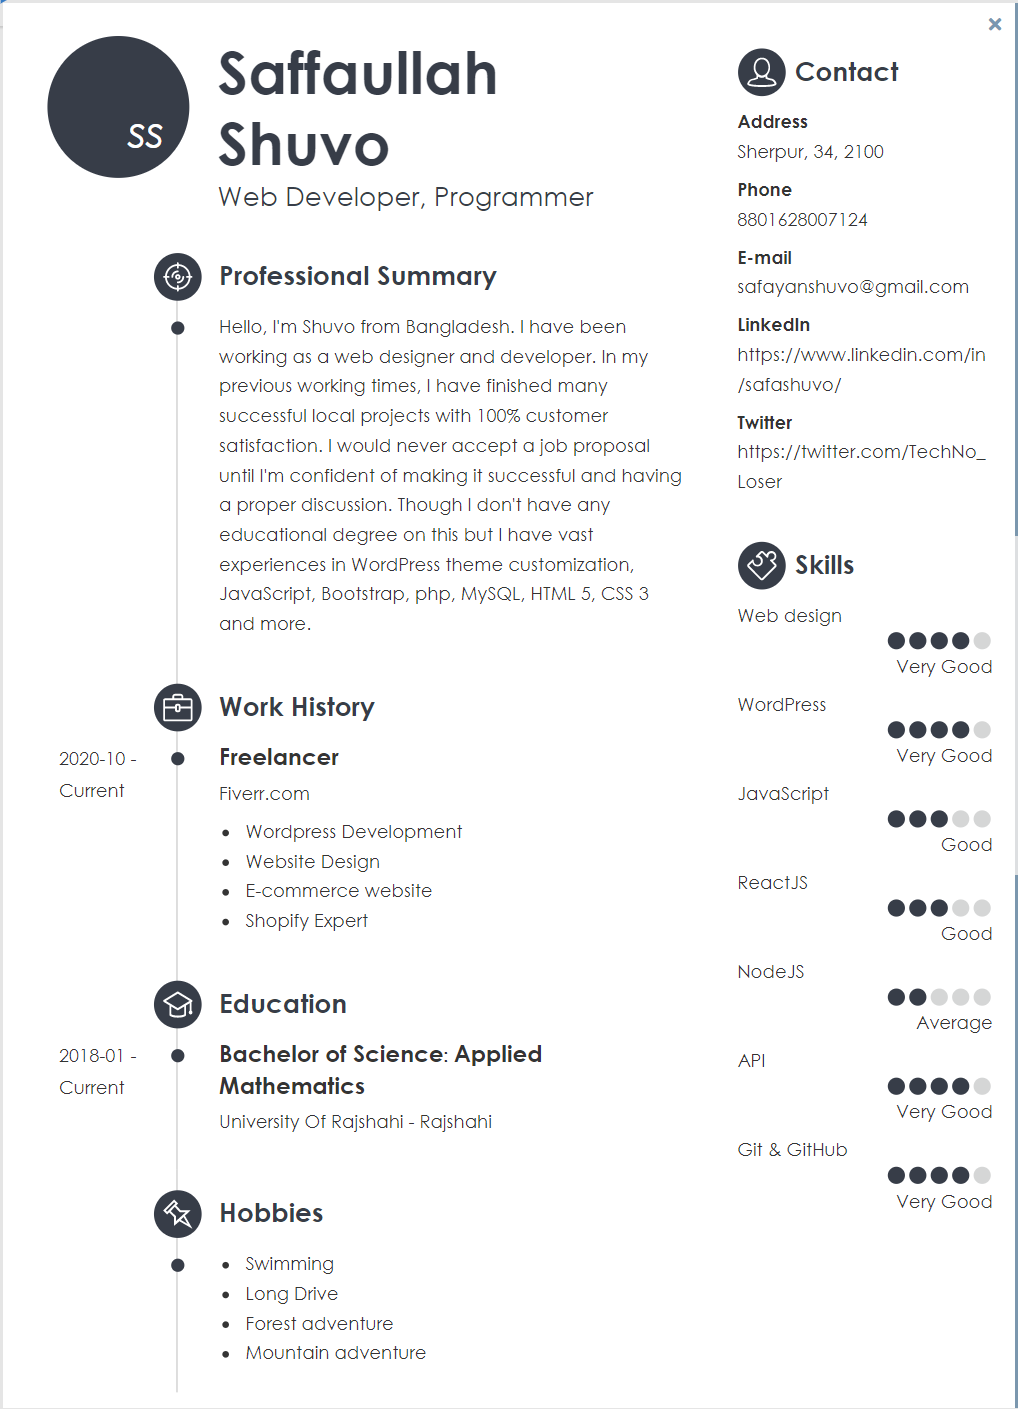 SS
Saffaullah
Shuvo
Web Developer, Programmer
Professional Summary
Hello, I'm Shuvo from Bangladesh. I have been
working as a web designer and developer. In my
previous working times, I have finished many
successful local projects with 100% customer
satisfaction. I would never accept a job proposal
until I'm confident of making it successful and having
a proper discussion. Though I don't have any
educational degree on this but I have vast
experiences in WordPress theme customization,
JavaScript, Bootstrap, php, MySQL, HTML 5, CSS 3
and more.
Work History
2020-10 -
Current
Freelancer
Fiverr.com
• Wordpress Development
• Website Design
• E-commerce website
• Shopify Expert
Education
2018-01 -
Current
Bachelor of Science: Applied
Mathematics
University Of Rajshahi - Rajshahi
Hobbies
• Swimming
• Long Drive
• Forest adventure
• Mountain adventure
Contact
Address
Sherpur, 34, 2100
Phone
8801628007124
E-mail
safayanshuvo@gmail.com
LinkedIn
https://www.linkedin.com/in
/safashuvo/
Twitter
https://twitter.com/TechNo_
Loser
Skills
Web design
Very Good
WordPress
Very Good
JavaScript
Good
ReactJS
Good
NodeJS
Average
API
Very Good
Git & GitHub
Very Good